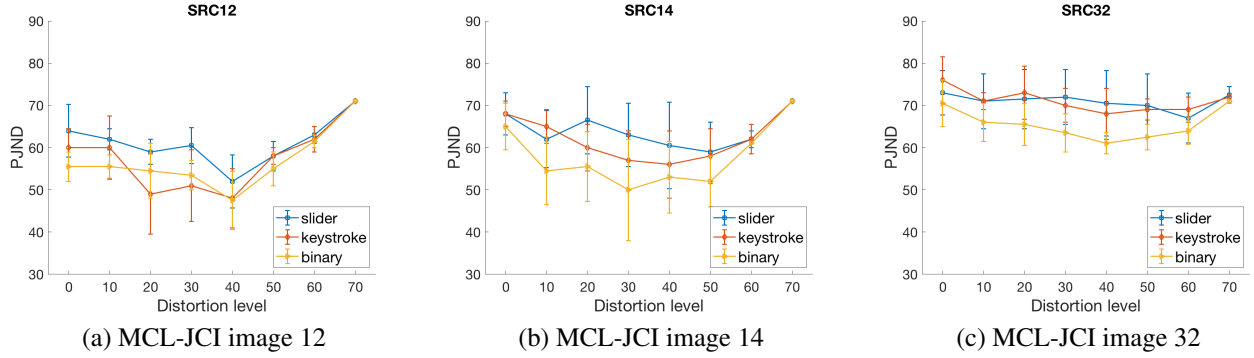 SRC12
90
80
70
60
50
40
30
PJND
0 10 20 30 40 50 60 70
Distortion level
slider
keystroke
binary
(a) MCL-JCI image 12
SRC14
90
80
70
60
50
40
30
PJND
0 10 20 30 40 50 60 70
Distortion level
slider
keystroke
binary
(b) MCL-JCI image 14
SRC32
90
80
70
60
50
40
30
PJND
0 10 20 30 40 50 60 70
Distortion level
slider
keystroke
binary
(c) MCL-JCI image 32